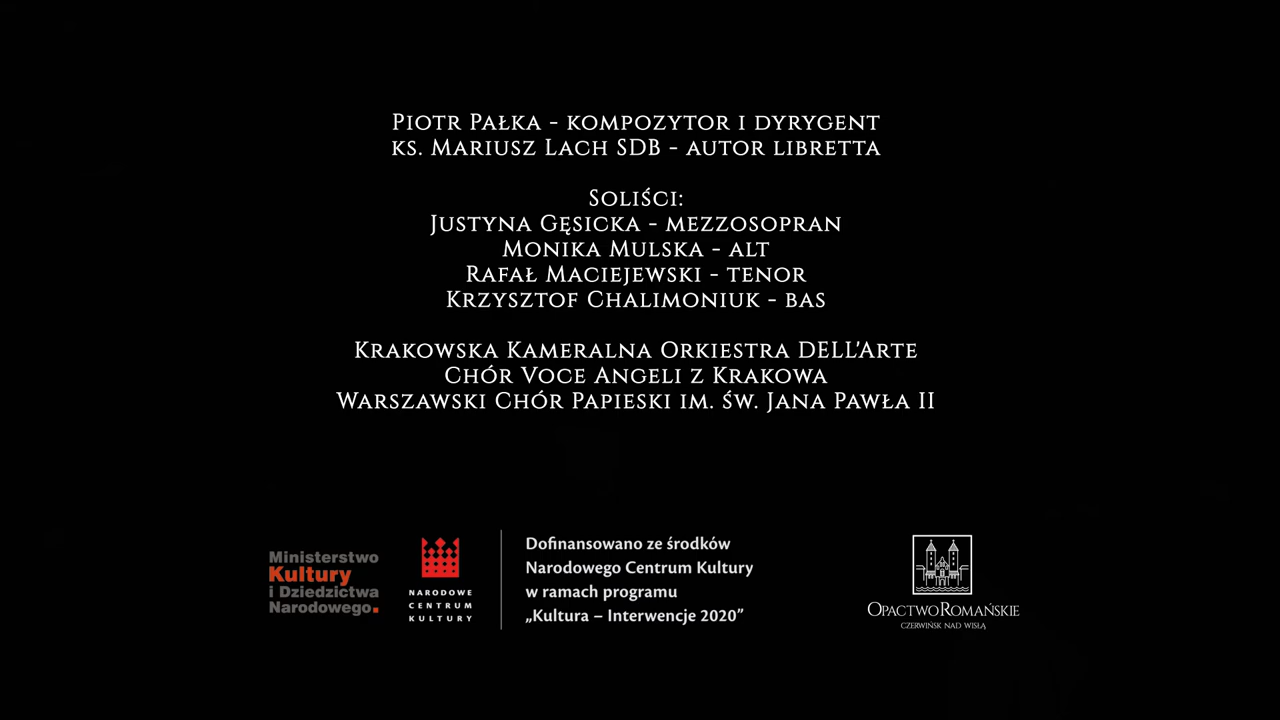 Piotr Pałka - kompozytor i dyrygent
ks. Mariusz Lach SDB - autor libretta
Soliści:
Justyna Gęsicka - mezzosopran
Monika Mulska - alt
Rafał Maciejewski - tenor
Krzysztof Chalimoniuk - bas
Krakowska Kameralna Orkiestra DELL'Arte
Chór Voce Angeli z Krakowa
Warszawski Chór Papieski im. św. Jana Pawła II
Ministerstwo
Kultury
i Dziedzictwa
Narodowego.
NARODOWE
CENTRUM
KULTURY
Dofinansowano ze środków
Narodowego Centrum Kultury
w ramach programu
„Kultura – Interwencje 2020”
OpactwoRomańskie
CZERWIŃSK NAD WISŁĄ